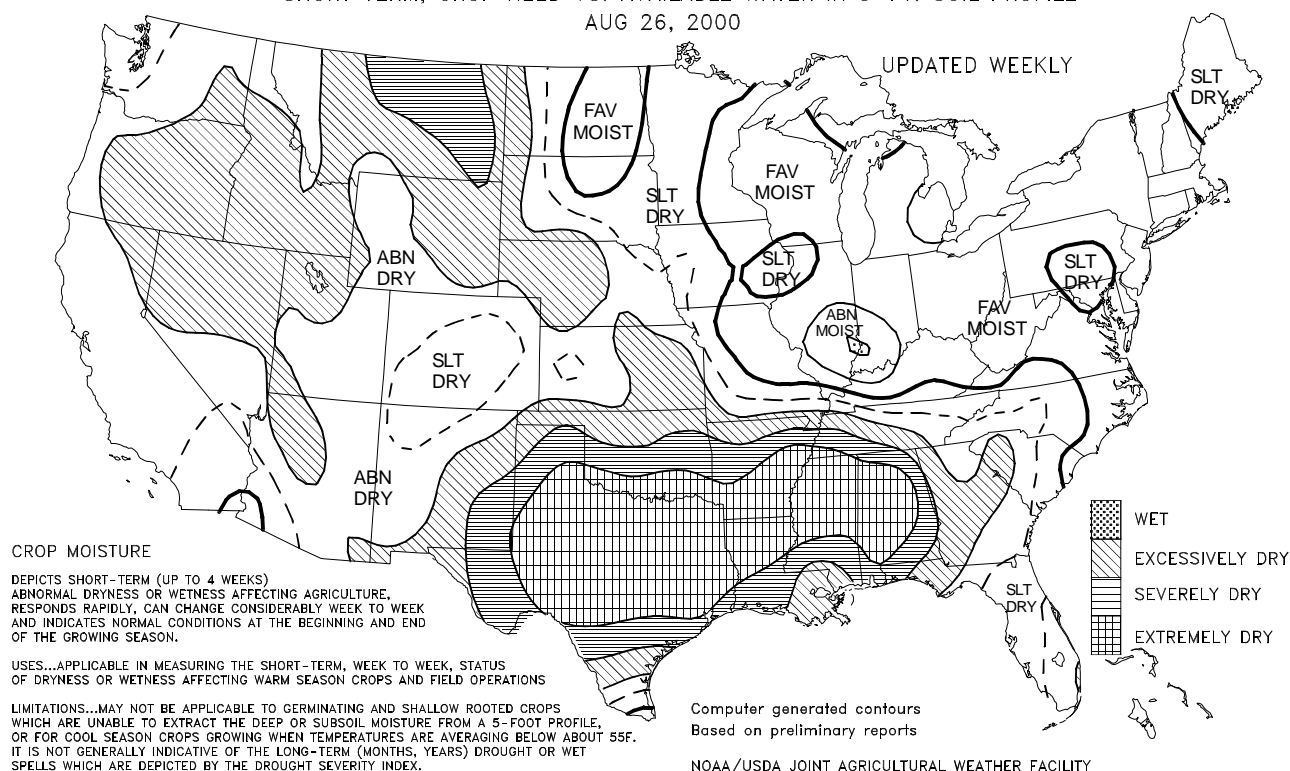 AUG 26, 2000
UPDATED WEEKLY
SLT
DRY
FAV
MOIST
FAV
MOIST
SLT
DRY
ABN
DRY
SLT
DRY
SLT
DRY
ABN
MOIST
FAV
MOIST
SLT
DRY
ABN
DRY
SLT
DRY
WET
EXCESSIVELY DRY
SEVERELY DRY
EXTREMELY DRY
CROP MOISTURE
DEPICTS SHORT-TERM (UP TO 4 WEEKS)
ABNORMAL DRYNESS OR WETNESS AFFECTING AGRICULTURE,
RESPONDS RAPIDLY, CAN CHANGE CONSIDERABLY WEEK TO WEEK
AND INDICATES NORMAL CONDITIONS AT THE BEGINNING AND END
OF THE GROWING SEASON.
USES...APPLICABLE IN MEASURING THE SHORT-TERM, WEEK TO WEEK, STATUS
OF DRYNESS OR WETNESS AFFECTING WARM SEASON CROPS AND FIELD OPERATIONS
LIMITATIONS...MAY NOT BE APPLICABLE TO GERMINATING AND SHALLOW ROOTED CROPS
WHICH ARE UNABLE TO EXTRACT THE DEEP OR SUBSOIL MOISTURE FROM A 5-FOOT PROFILE,
OR FOR COOL SEASON CROPS GROWING WHEN TEMPERATURES ARE AVERAGING BELOW ABOUT 55F.
IT IS NOT GENERALLY INDICATIVE OF THE LONG-TERM (MONTHS, YEARS) DROUGHT OR WET
SPELLS WHICH ARE DEPICTED BY THE DROUGHT SEVERITY INDEX.
Computer generated contours
Based on preliminary reports
NOAA/USDA JOINT AGRICULTURAL WEATHER FACILITY